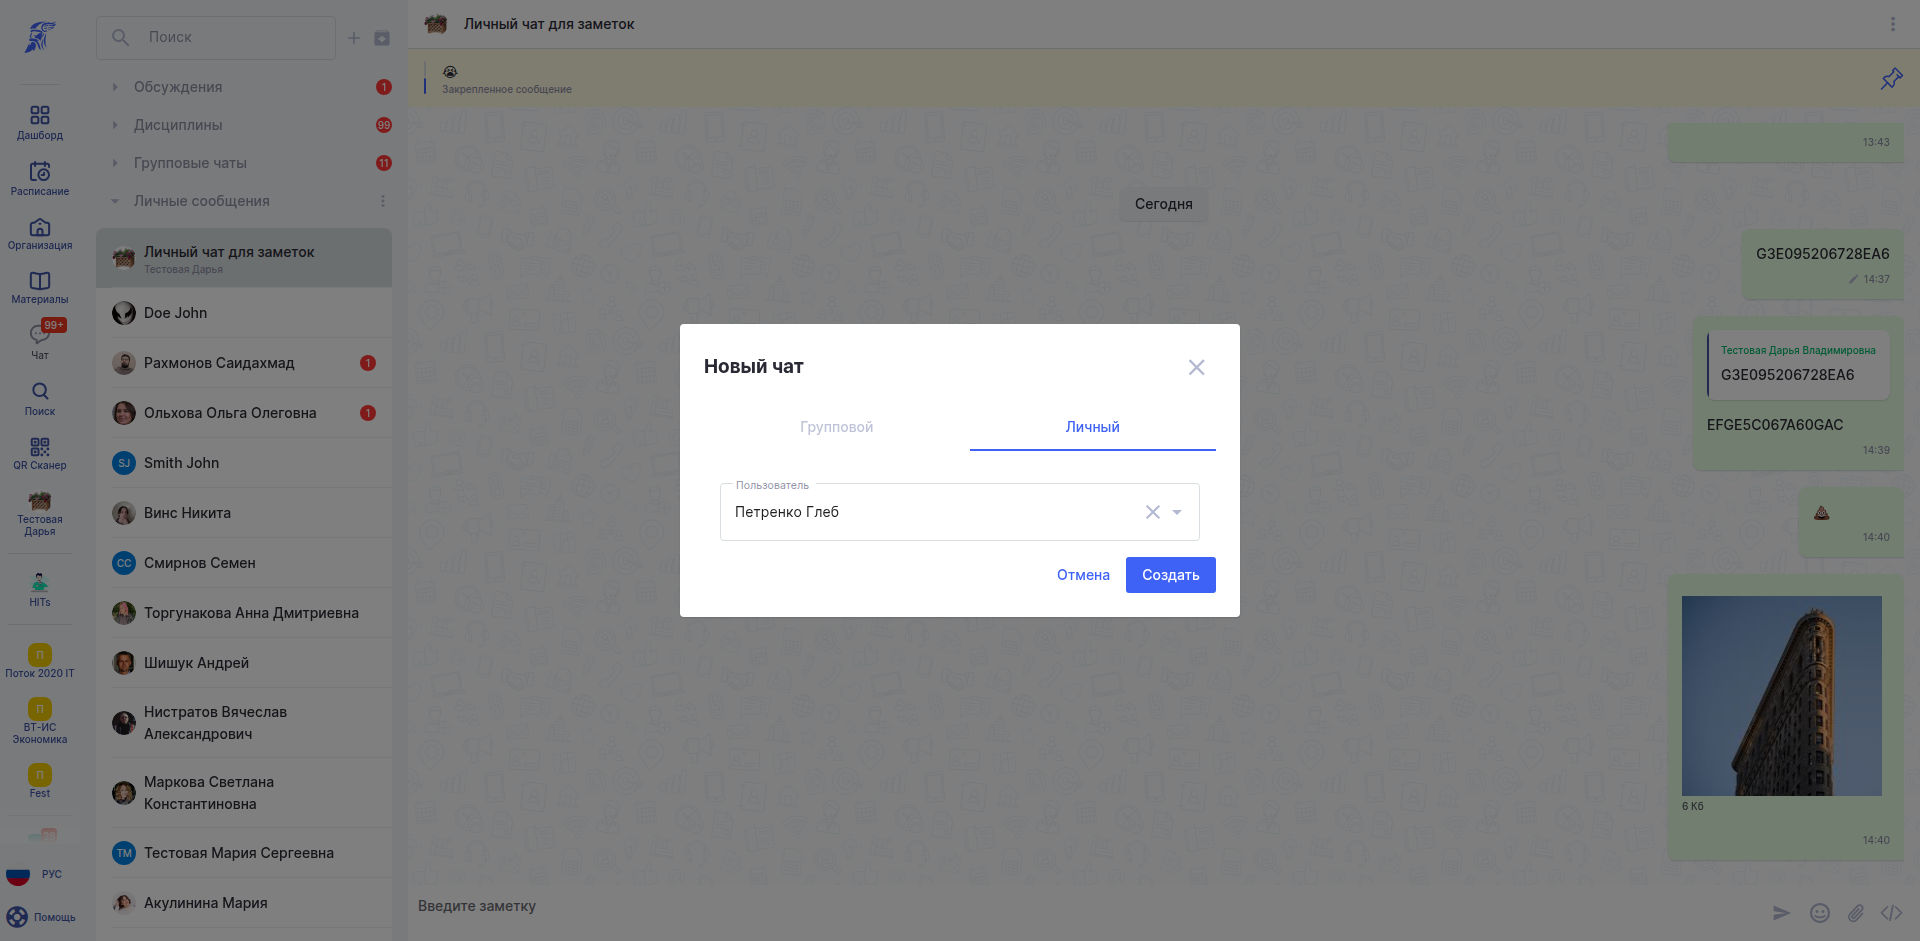 Поиск
Обсуждения
1
Дисциплины
99
Групповые чаты
11
Личные сообщения
Личный чат для заметок
Тестовая Дарья
Doe John
Рахмонов Саидахмад
1
Ольхова Ольга Олеговна
1
SJ
Smith John
Винс Никита
СС
Смирнов Семен
Торгунакова Анна Дмитриевна
Шишук Андрей
Нистратов Вячеслав
Александрович
Маркова Светлана
Константиновна
ТМ
Тестовая Мария Сергеевна
Акулинина Мария
Дашборд
Расписание
Организация
Материалы
99+
Чат
Поиск
QR Сканер
Тестовая
Дарья
HITs
П
Поток 2020 IT
П
ВТ-ИС
Экономика
П
Fest
РУС
Помощь
Личный чат для заметок
Закрепленное сообщение
13:43
Сегодня
G3E095206728EA6
14:37
Тестовая Дарья Владимировна
G3E095206728EA6
EFGE5C067A60GAC
14:39
14:40
6 Кб
14:40
Введите заметку
Новый чат
Групповой
Личный
Пользователь
Петренко Глеб
Отмена
Создать